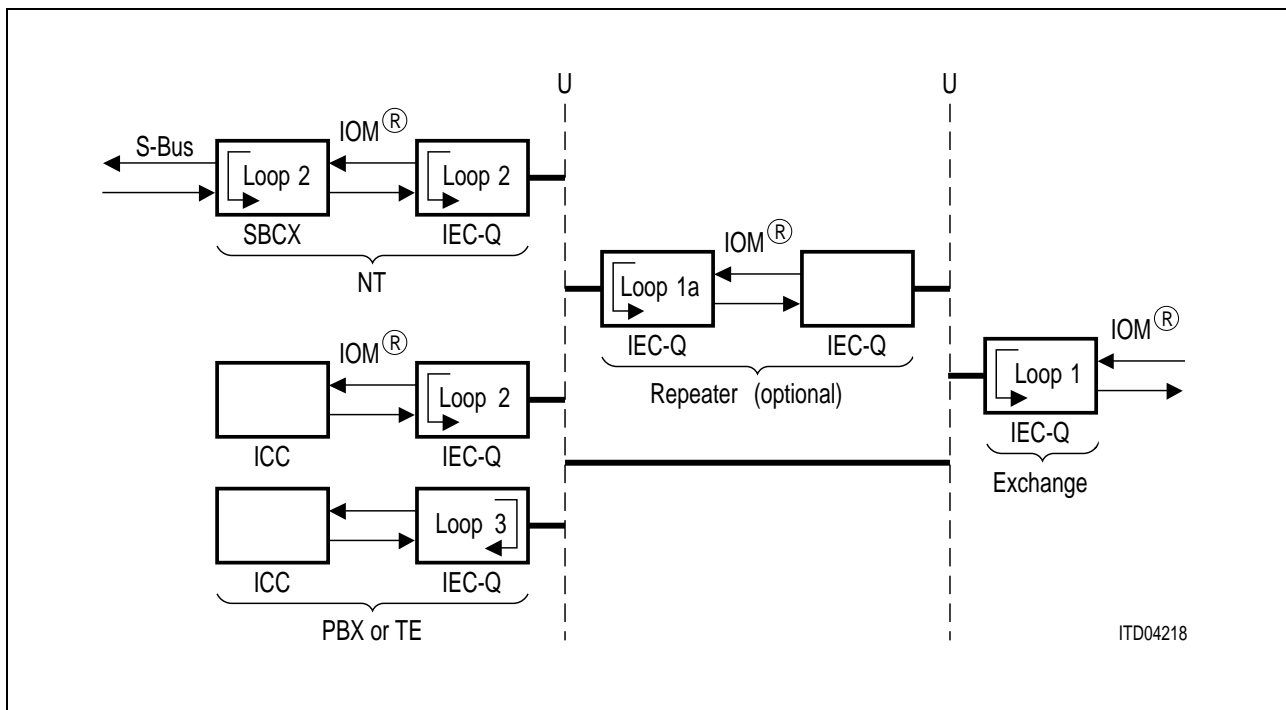 U
U
S-Bus
IOM®
Loop 2
Loop 2
SBCX
IEC-Q
NT
IOM®
Loop 1a
IEC-Q
IEC-Q
Repeater (optional)
IOM®
Loop 1
IEC-Q
Exchange
IOM®
Loop 2
ICC
IEC-Q
Loop 3
ICC
IEC-Q
PBX or TE
ITD04218